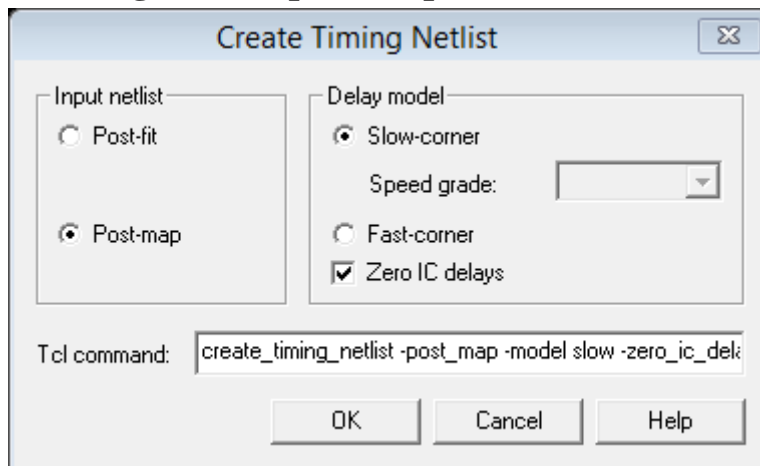 Create Timing Netlist
Input netlist
Delay model
Post-fit
Slow-corner
Speed grade:
Post-map
Fast-corner
Zero IC delays
Tcl command:
create_timing_netlist -post_map -model slow -zero_ic_dela
OK
Cancel
Help